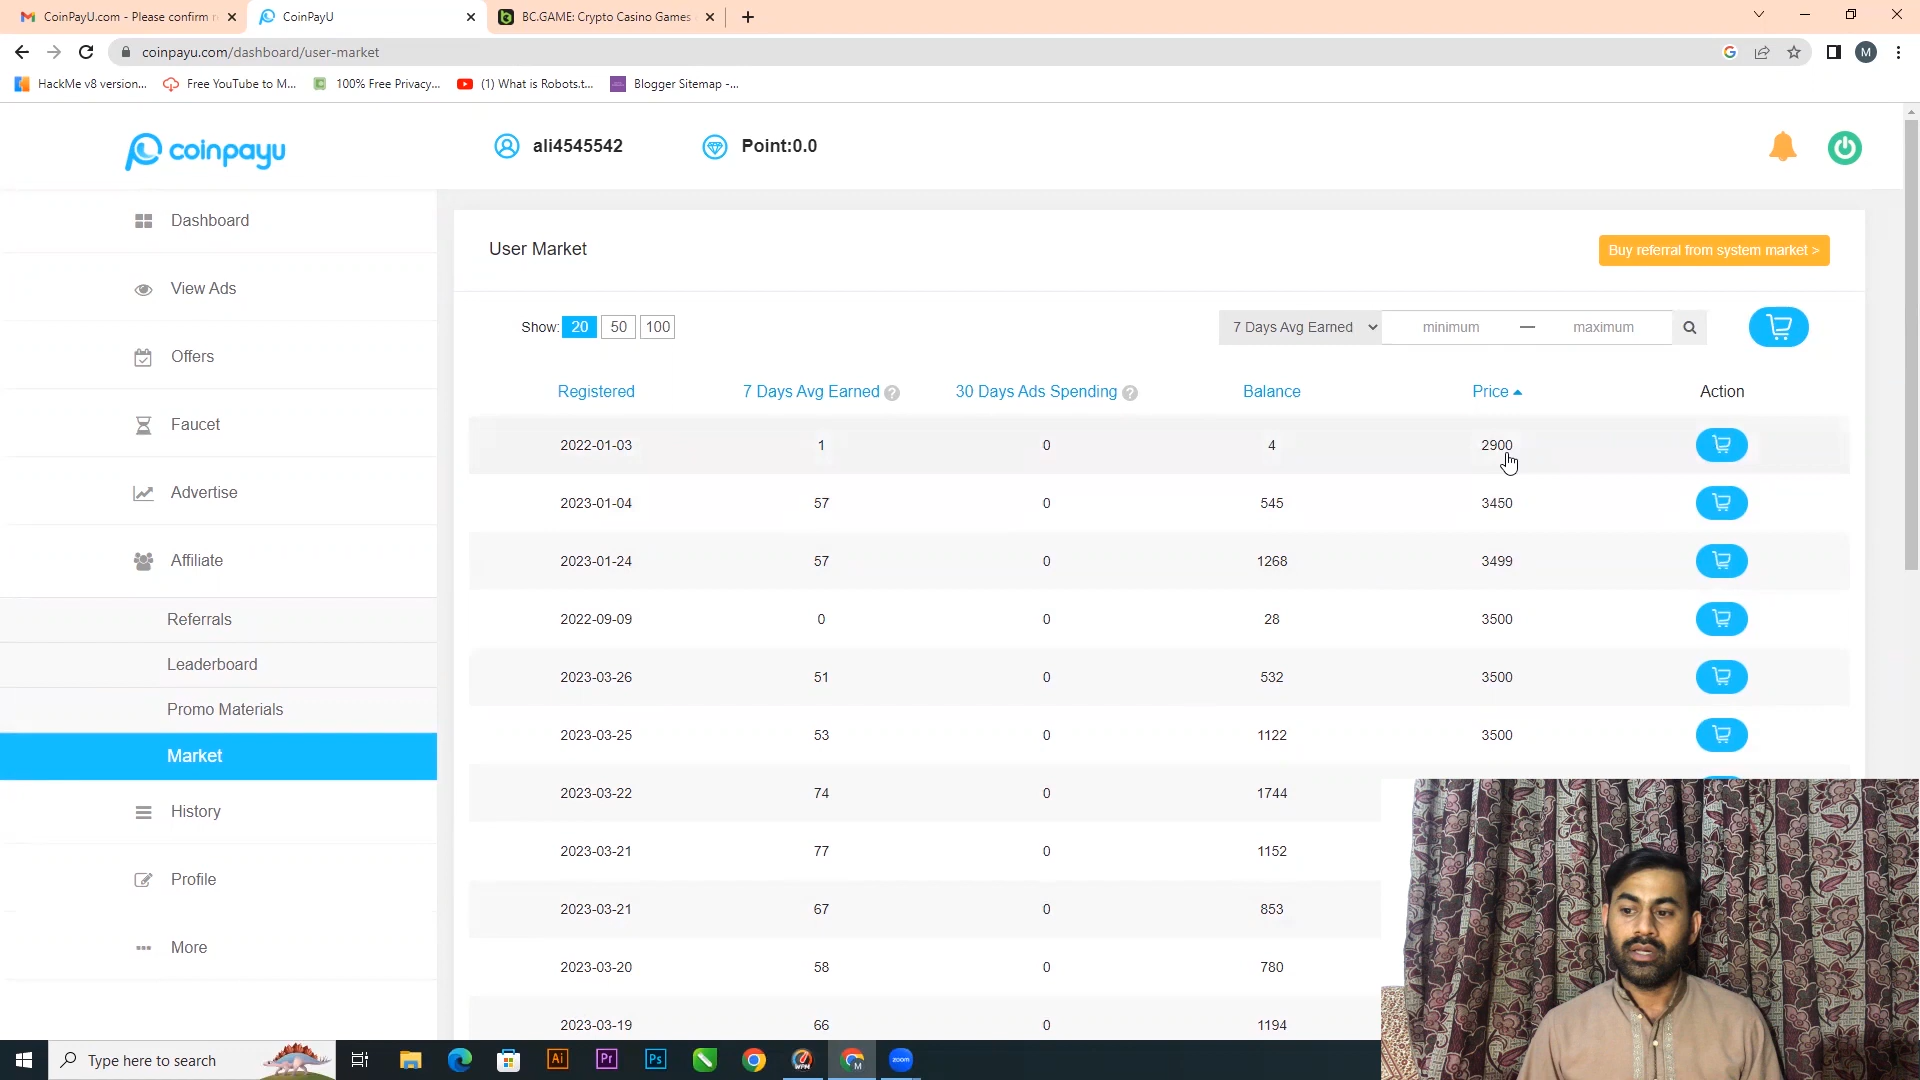 CoinPayU.com - Please confirm r
CoinPayU
BC.GAME: Crypto Casino Games
coinpayu.com/dashboard/user-market
M
HackMe v8 version...
Free YouTube to M...
100% Free Privacy...
(1) What is Robots.t...
Blogger Sitemap -...
coinpayu
ali4545542
Point:0.0
Dashboard
View Ads
Offers
Faucet
Advertise
Affiliate
Referrals
Leaderboard
Promo Materials
Market
History
Profile
More
User Market
Buy referral from system market >
Show: 20 50 100
7 Days Avg Earned minimum — maximum
Registered 7 Days Avg Earned ? 30 Days Ads Spending ? Balance Price Action
2022-01-03 1 0 4 2900
2023-01-04 57 0 545 3450
2023-01-24 57 0 1268 3499
2022-09-09 0 0 28 3500
2023-03-26 51 0 532 3500
2023-03-25 53 0 1122 3500
2023-03-22 74 0 1744
2023-03-21 77 0 1152
2023-03-21 67 0 853
2023-03-20 58 0 780
2023-03-19 66 0 1194
Type here to search
Ai
Pr
Ps
WFM
M
zoom